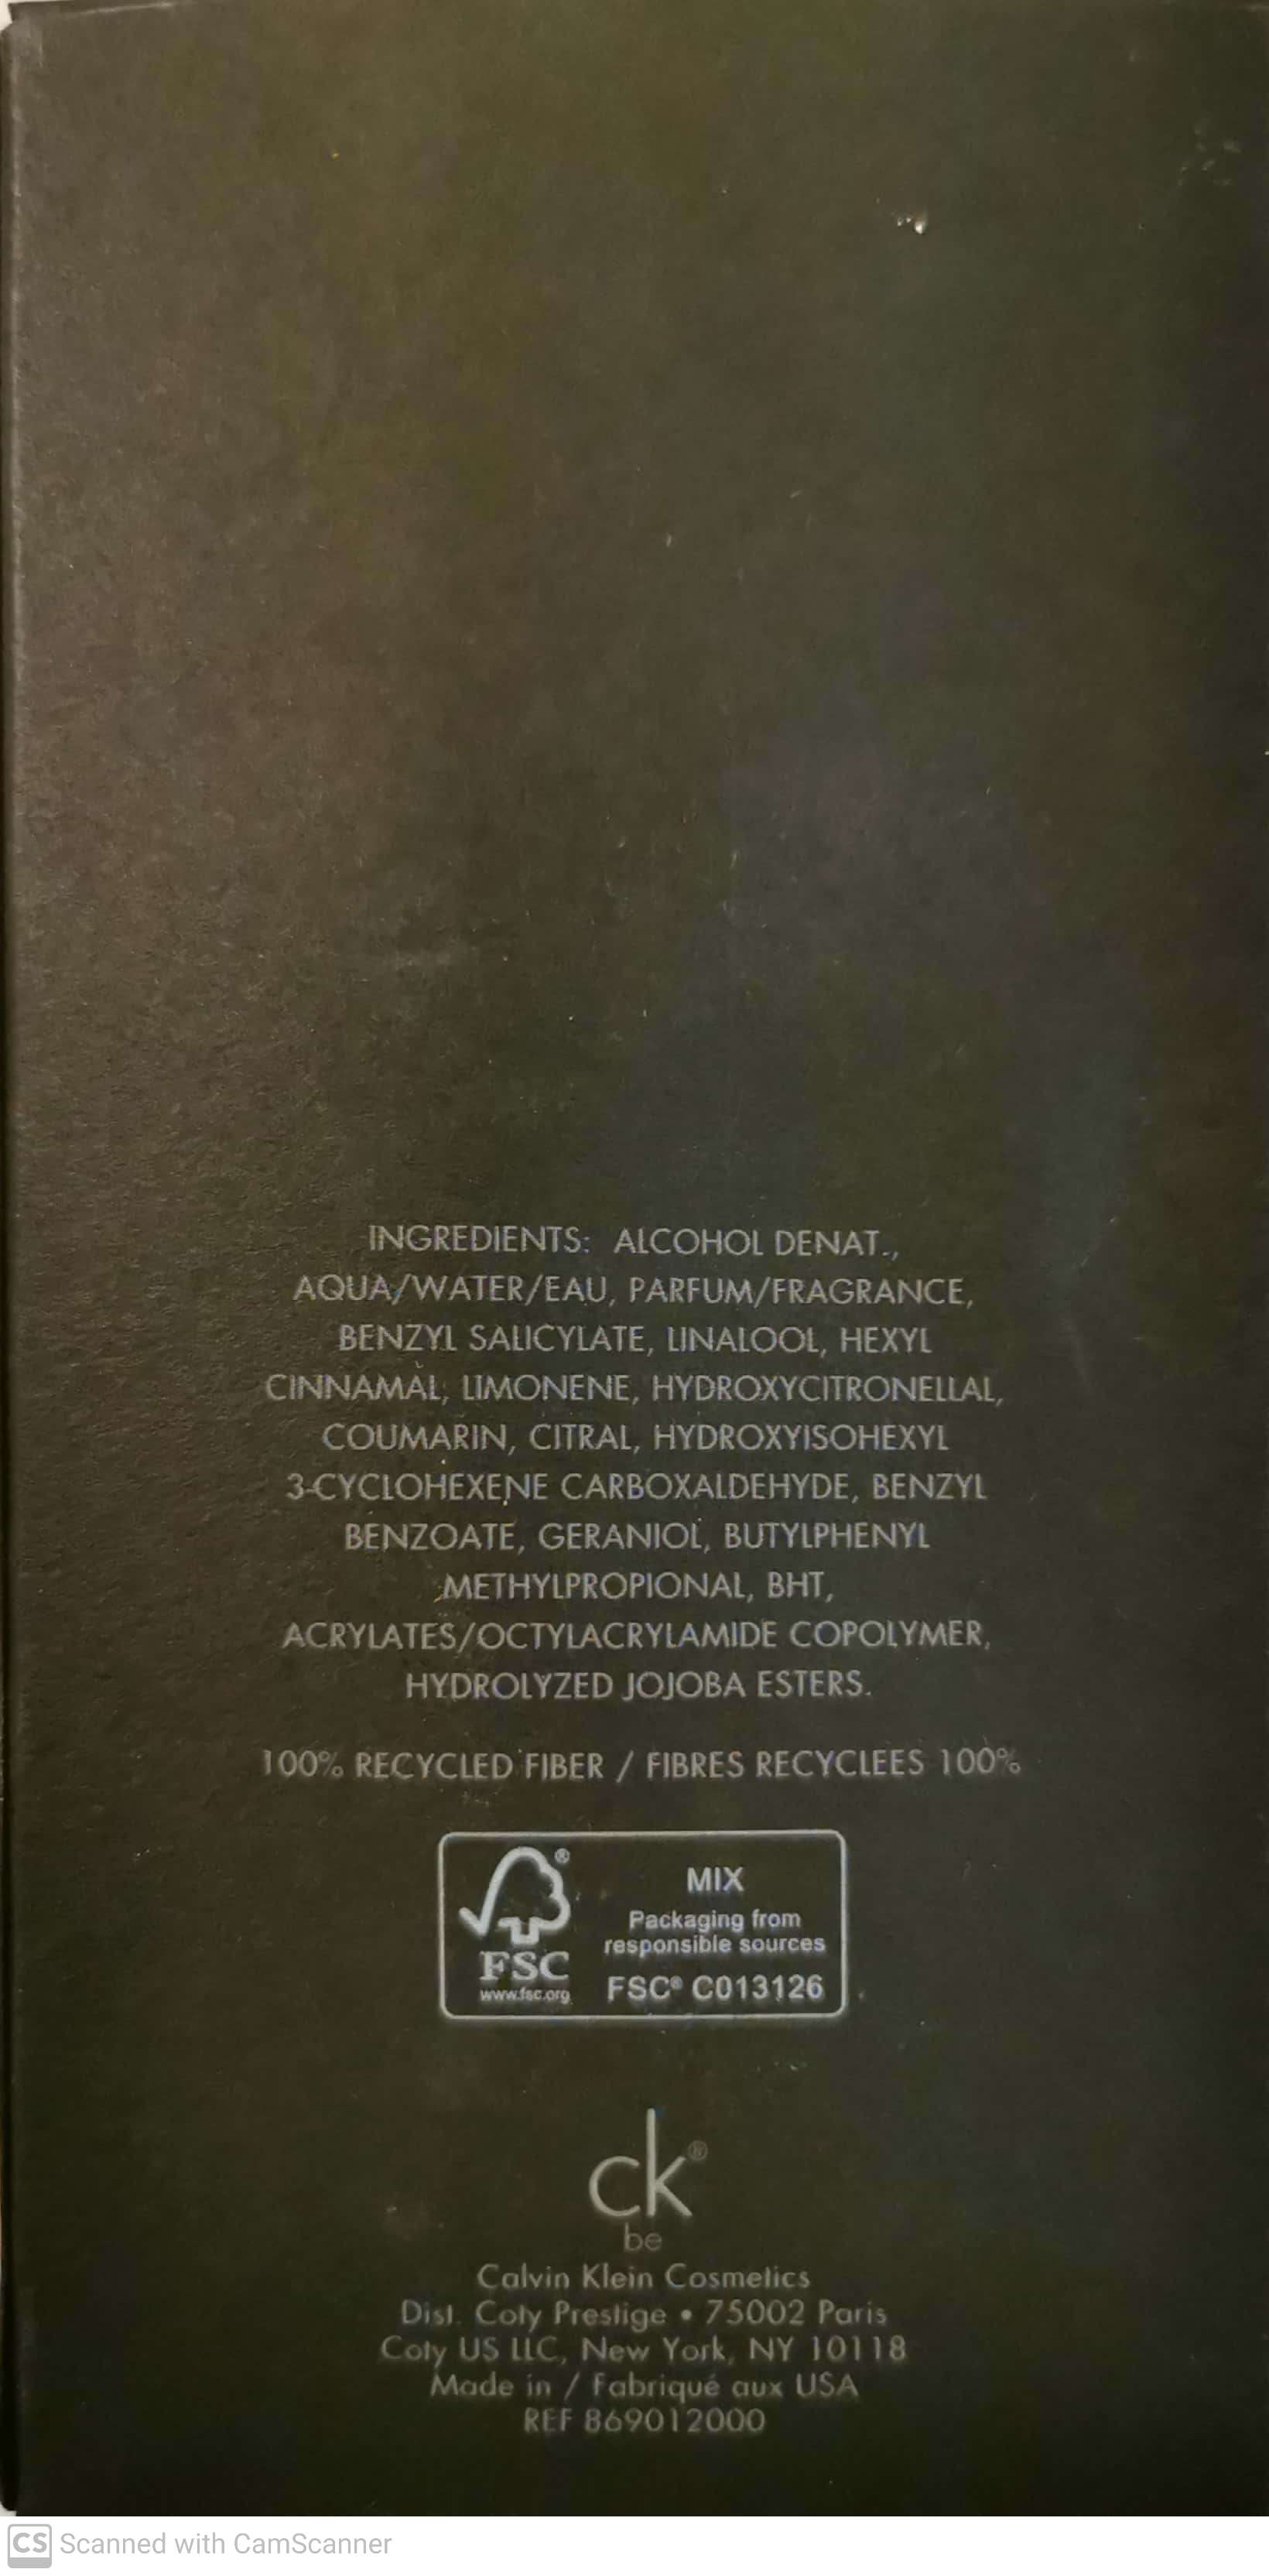 INGREDIENTS: ALCOHOL DENAT.,
AQUA/WATER/EAU, PARFUM/FRAGRANCE,
BENZYL SALICYLATE, LINALOOL, HEXYL
CINNAMAL, LIMONENE, HYDROXYCITRONELLAL,
COUMARIN, CITRAL, HYDROXYISOHEXYL
3-CYCLOHEXENE CARBOXALDEHYDE, BENZYL
BENZOATE, GERANIOL, BUTYLPHENYL
METHYLPROPIONAL, BHT,
ACRYLATES/OCTYLACRYLAMIDE COPOLYMER,
HYDROLYZED JOJOBA ESTERS.
100% RECYCLED FIBER / FIBRES RECYCLEES 100%
®
FSC
www.fsc.org
MIX
Packaging from
responsible sources
FSC® C013126
ck®
be
Calvin Klein Cosmetics
Dist. Coty Prestige • 75002 Paris
Coty US LLC, New York, NY 10118
Made in / Fabriqué aux USA
REF 869012000
CS Scanned with CamScanner